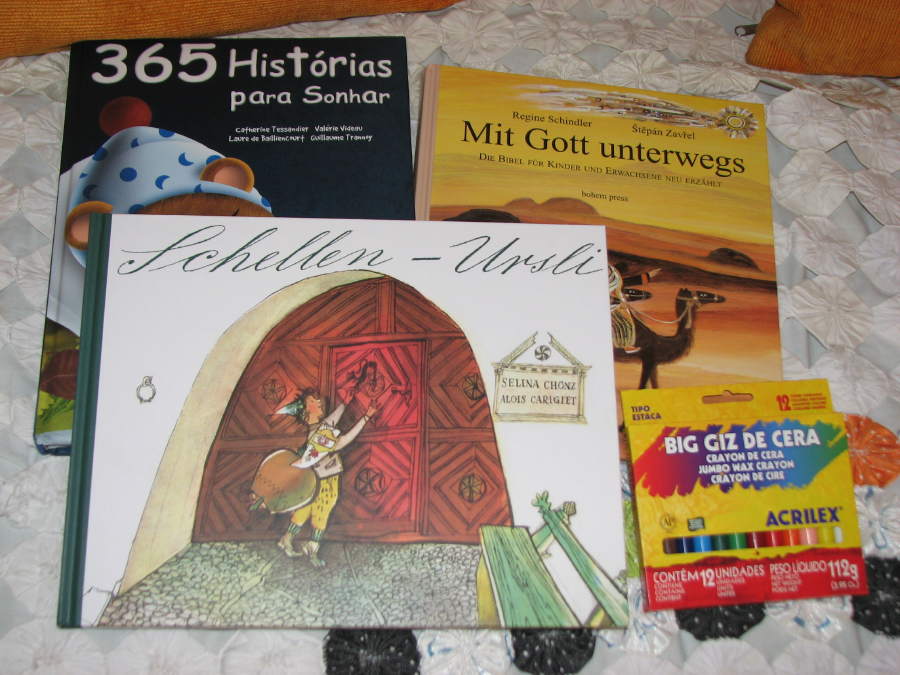 365 Histórias
para Sonhar
Catherine Tessandier Valérie Videau
Laure de Bailliencourt Guillaume Trannoy
Regine Schindler Štěpán Zavřel
Mit Gott unterwegs
Die Bibel für Kinder und Erwachsene neu erzählt
bohem press
Schellen – Ursli
SELINA CHÖNZ
ALOIS CARIGIET
TIPO
ESTACA
12
BIG GIZ DE CERA
CRAYON DE CERA
JUMBO WAX CRAYON
CRAYON DE CIRE
ACRILEX
CONTÉM 12 UNIDADES
PESO LÍQUIDO 112g